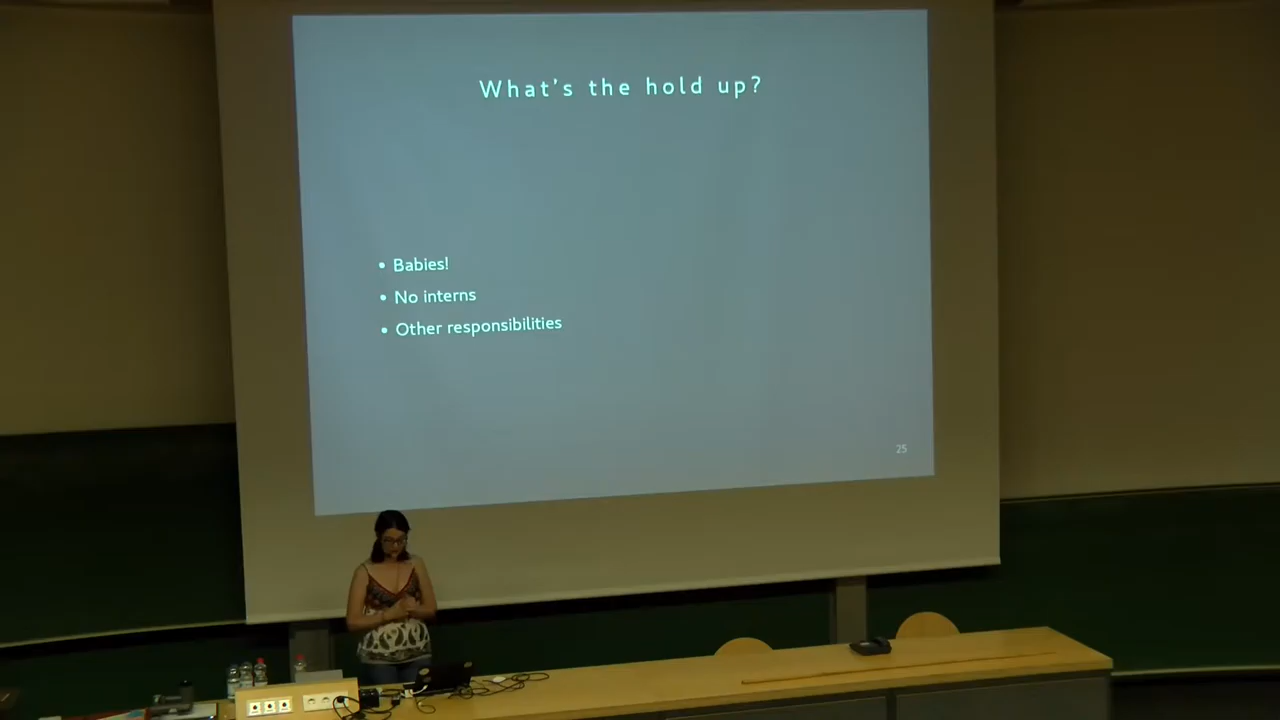 What's the hold up?
• Babies!
• No interns
• Other responsibilities
25